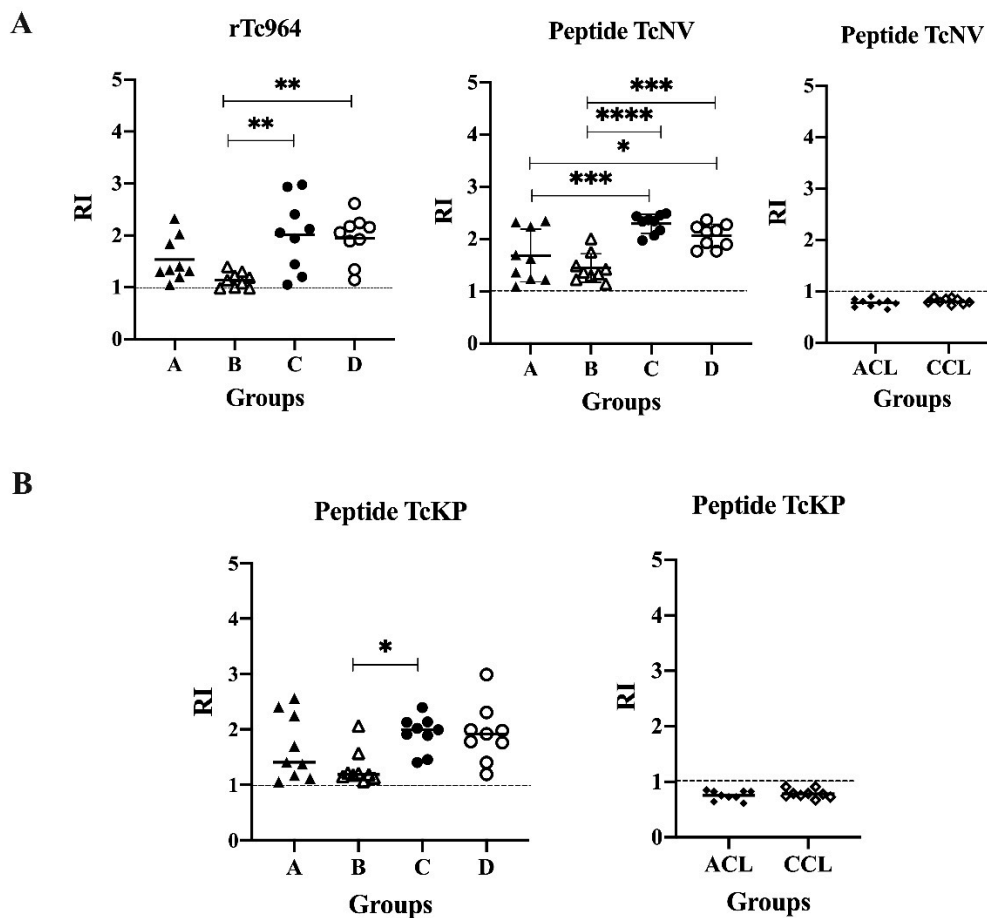 A
rTc964
Peptide TcNV
Peptide TcNV
RI
5
4
3
2
1
0
**
**
A B C D
Groups
RI
5
4
3
2
1
0
***
****
*
***
A B C D
Groups
RI
5
4
3
2
1
0
ACL CCL
Groups
B
Peptide TcKP
Peptide TcKP
RI
5
4
3
2
1
0
*
A B C D
Groups
RI
5
4
3
2
1
0
ACL CCL
Groups